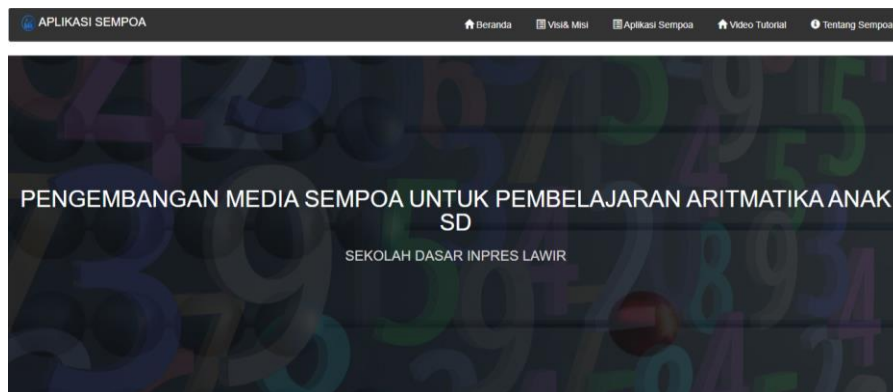 APLIKASI SEMPOA
Beranda
Visi& Misi
Aplikasi Sempoa
Video Tutorial
Tentang Sempoa
PENGEMBANGAN MEDIA SEMPOA UNTUK PEMBELAJARAN ARITMATIKA ANAK
SD
SEKOLAH DASAR INPRES LAWIR